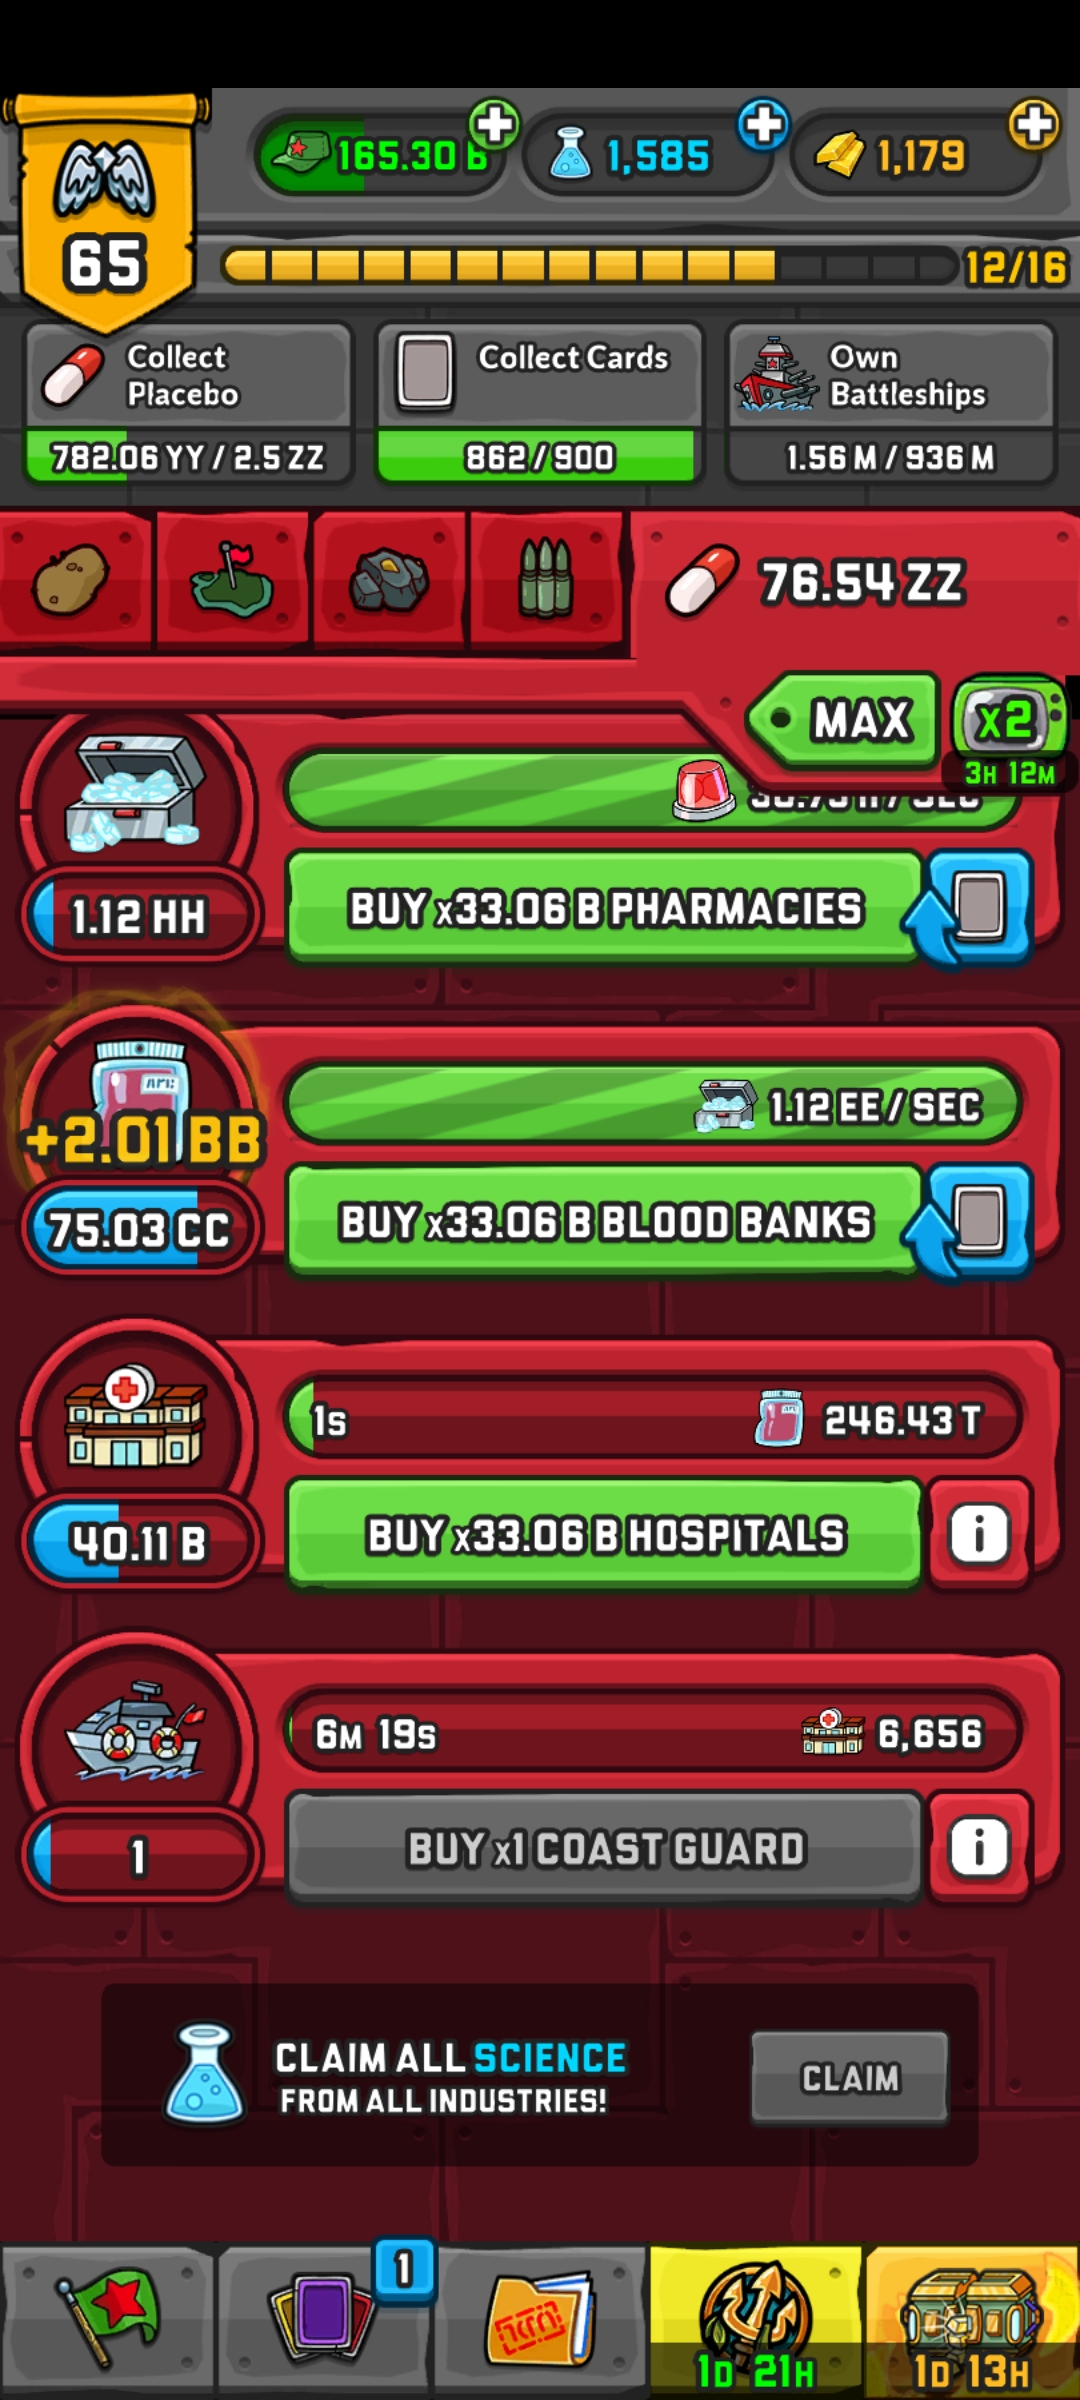 65
165.30 B
1,585
1,179
12/16
Collect
Placebo
782.06 YY / 2.5 ZZ
Collect Cards
862/900
Own
Battleships
1.56 M / 936 M
76.54 ZZ
MAX
x2
3H 12M
1.12 HH
BUY x33.06 B PHARMACIES
+2.01 BB
75.03 CC
1.12 EE / SEC
BUY x33.06 B BLOOD BANKS
1s
246.43 T
40.11 B
BUY x33.06 B HOSPITALS
i
6M 19s
6,656
1
BUY x1 COAST GUARD
i
CLAIM ALL SCIENCE
FROM ALL INDUSTRIES!
CLAIM
1
1D 21H
1D 13H